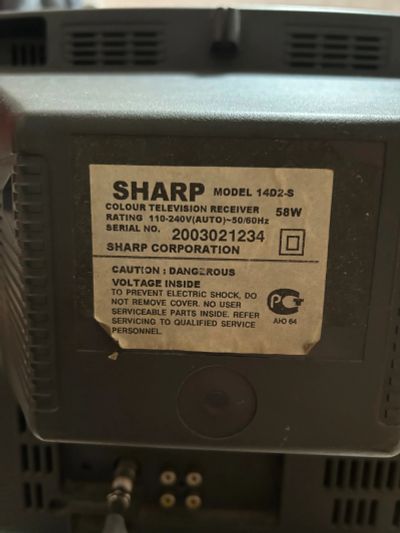 SHARP MODEL 14D2-S
COLOUR TELEVISION RECEIVER 58W
RATING 110-240V(AUTO)~50/60Hz
SERIAL NO. 2003021234
SHARP CORPORATION
CAUTION : DANGEROUS
VOLTAGE INSIDE
TO PREVENT ELECTRIC SHOCK, DO
NOT REMOVE COVER. NO USER
SERVICEABLE PARTS INSIDE. REFER
SERVICING TO QUALIFIED SERVICE
PERSONNEL.
АЮ 64